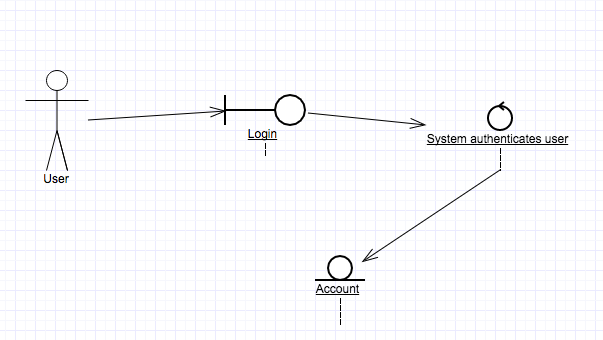 Login
System authenticates user
User
Account